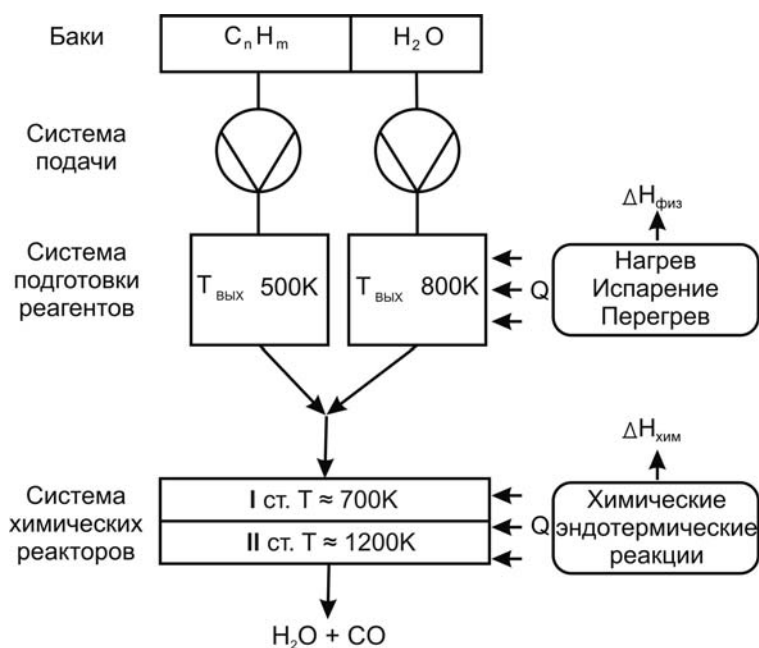 Баки
CₙHₘ
H₂O
Система
подачи
Система
подготовки
реагентов
Tвых 500K
Tвых 800K
Q
ΔHфиз
Нагрев
Испарение
Перегрев
Система
химических
реакторов
I ст. T ≈ 700K
II ст. T ≈ 1200K
Q
ΔHхим
Химические
эндотермические
реакции
H₂O + CO